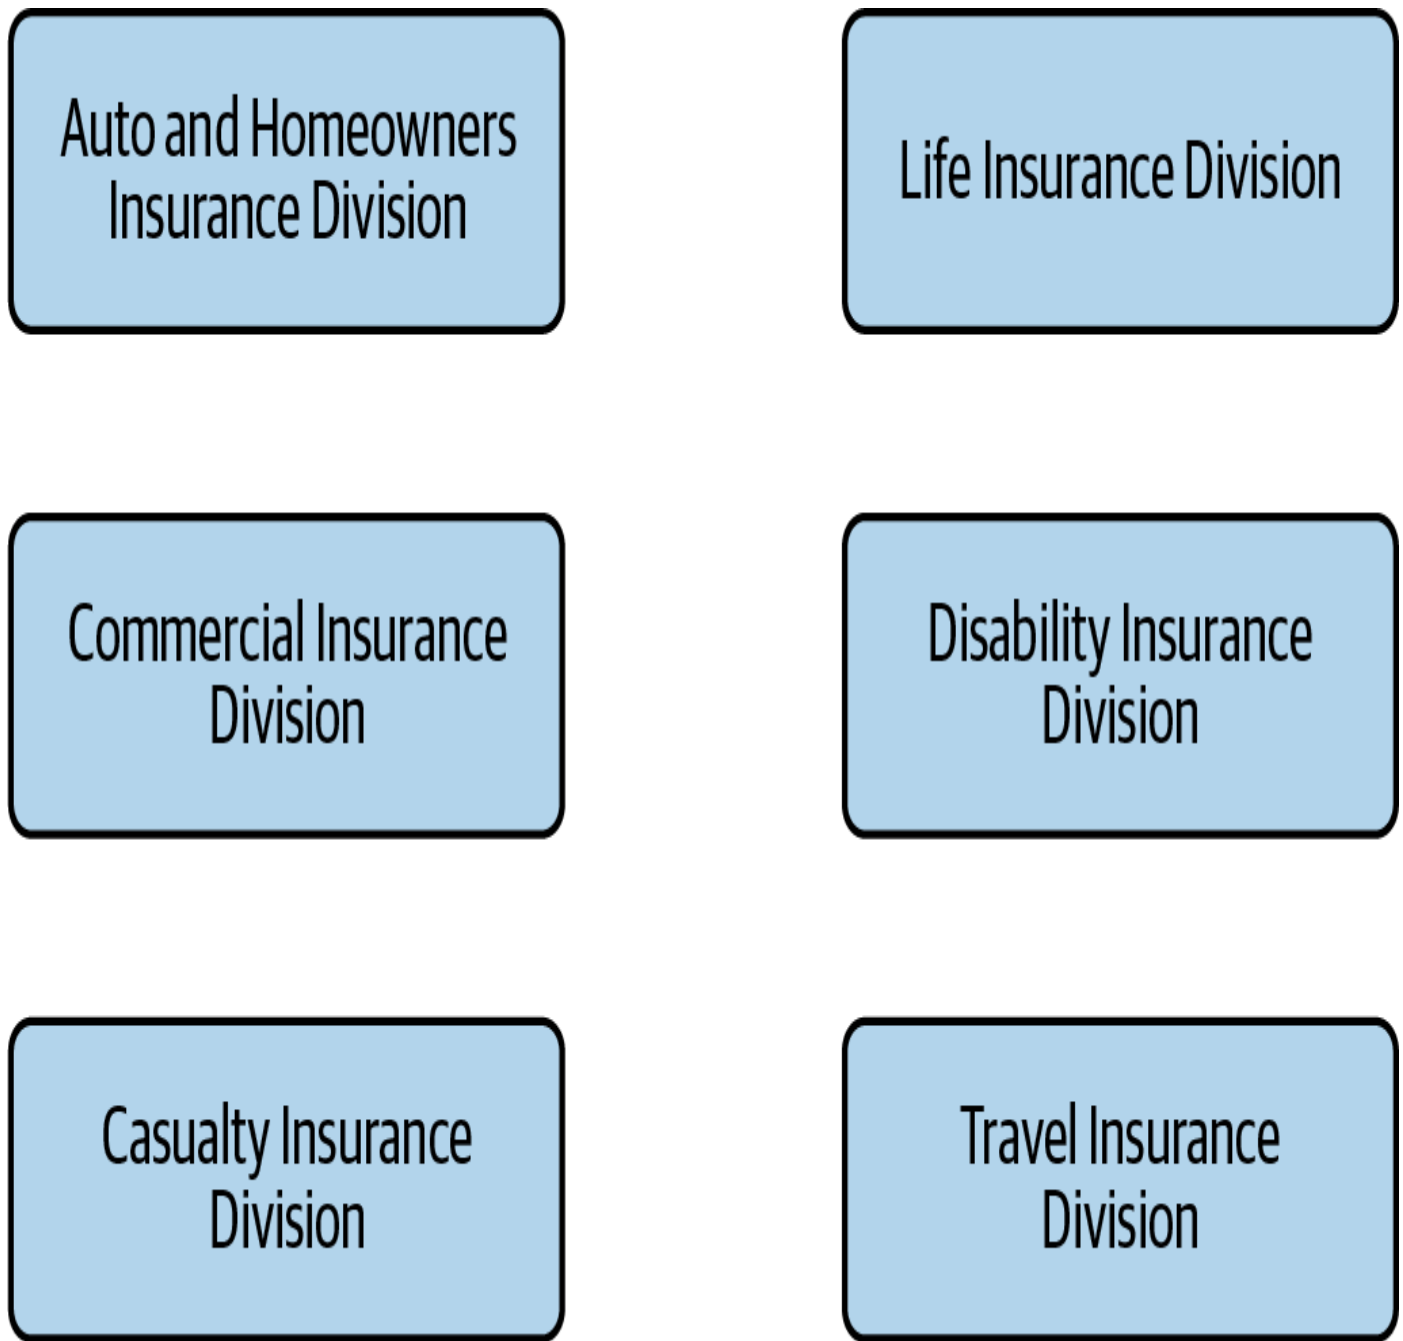 Auto and Homeowners
Insurance Division
Life Insurance Division
Commercial Insurance
Division
Disability Insurance
Division
Casualty Insurance
Division
Travel Insurance
Division